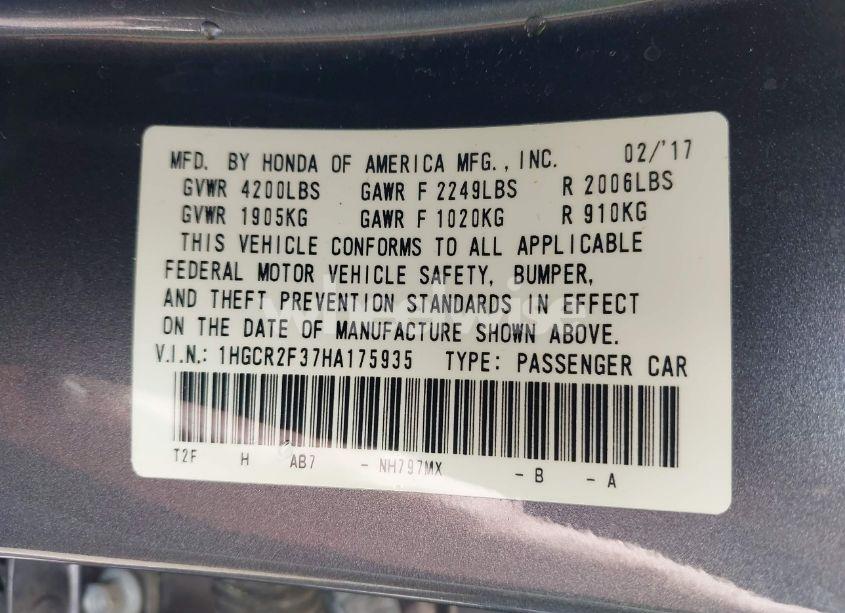 MFD. BY HONDA OF AMERICA MFG., INC. 02/'17
GVWR 4200LBS GAWR F 2249LBS R 2006LBS
GVWR 1905KG GAWR F 1020KG R 910KG
THIS VEHICLE CONFORMS TO ALL APPLICABLE
FEDERAL MOTOR VEHICLE SAFETY, BUMPER,
AND THEFT PREVENTION STANDARDS IN EFFECT
ON THE DATE OF MANUFACTURE SHOWN ABOVE.
V.I.N.: 1HGCR2F37HA175935 TYPE: PASSENGER CAR
T2F H AB7 - NH797MX - B - A
wheelwise